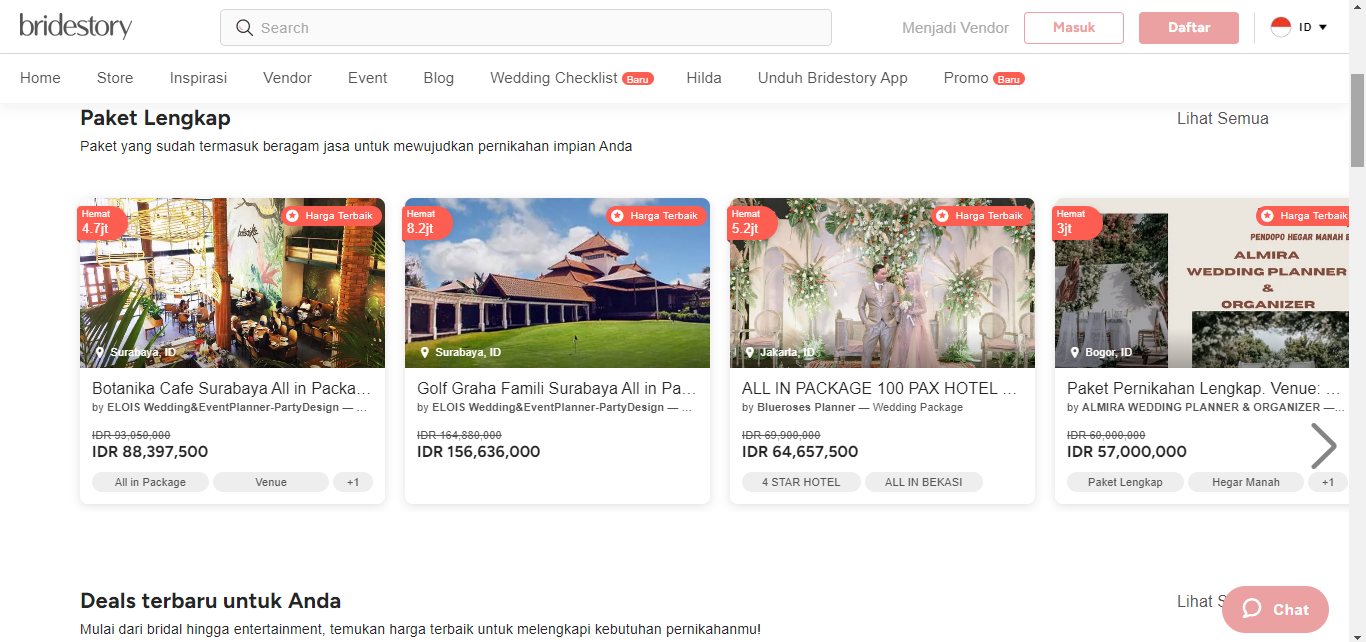 bridestory
Search
Menjadi Vendor
Masuk
Daftar
ID
Home
Store
Inspirasi
Vendor
Event
Blog
Wedding Checklist Baru
Hilda
Unduh Bridestory App
Promo Baru
Paket Lengkap
Lihat Semua
Paket yang sudah termasuk beragam jasa untuk mewujudkan pernikahan impian Anda
Hemat
4.7jt
Harga Terbaik
Surabaya, ID
Botanika Cafe Surabaya All in Packa...
by ELOIS Wedding&EventPlanner-PartyDesign — ...
IDR 93,050,000
IDR 88,397,500
All in Package
Venue
+1
Hemat
8.2jt
Harga Terbaik
Surabaya, ID
Golf Graha Famili Surabaya All in Pa...
by ELOIS Wedding&EventPlanner-PartyDesign — ...
IDR 164,880,000
IDR 156,636,000
Hemat
5.2jt
Harga Terbaik
Jakarta, ID
ALL IN PACKAGE 100 PAX HOTEL ...
by Blueroses Planner — Wedding Package
IDR 69,900,000
IDR 64,657,500
4 STAR HOTEL
ALL IN BEKASI
Hemat
3jt
Harga Terbaik
PENDOPO HEGAR MANAH
ALMIRA
WEDDING PLANNER
&
ORGANIZER
Bogor, ID
Paket Pernikahan Lengkap. Venue: ...
by ALMIRA WEDDING PLANNER & ORGANIZER —...
IDR 60,000,000
IDR 57,000,000
Paket Lengkap
Hegar Manah
+1
Deals terbaru untuk Anda
Lihat
Mulai dari bridal hingga entertainment, temukan harga terbaik untuk melengkapi kebutuhan pernikahanmu!
Chat